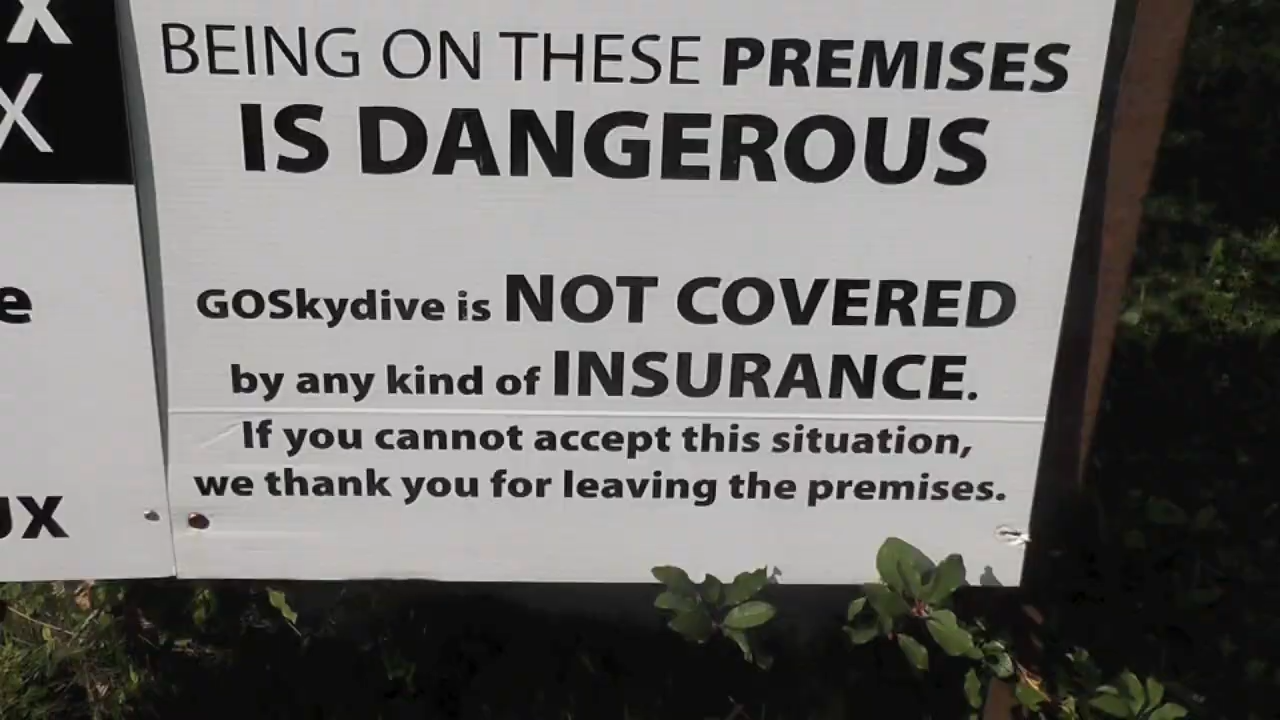 BEING ON THESE PREMISES
IS DANGEROUS
GOSkydive is NOT COVERED
by any kind of INSURANCE.
If you cannot accept this situation,
we thank you for leaving the premises.
X
X
e
ux